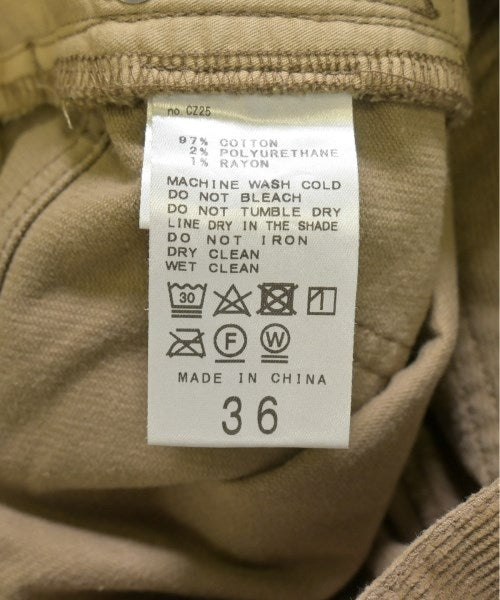 no. CZ25
97% COTTON
2% POLYURETHANE
1% RAYON
MACHINE WASH COLD
DO NOT BLEACH
DO NOT TUMBLE DRY
LINE DRY IN THE SHADE
DO NOT IRON
DRY CLEAN
WET CLEAN
30
F W
MADE IN CHINA
36